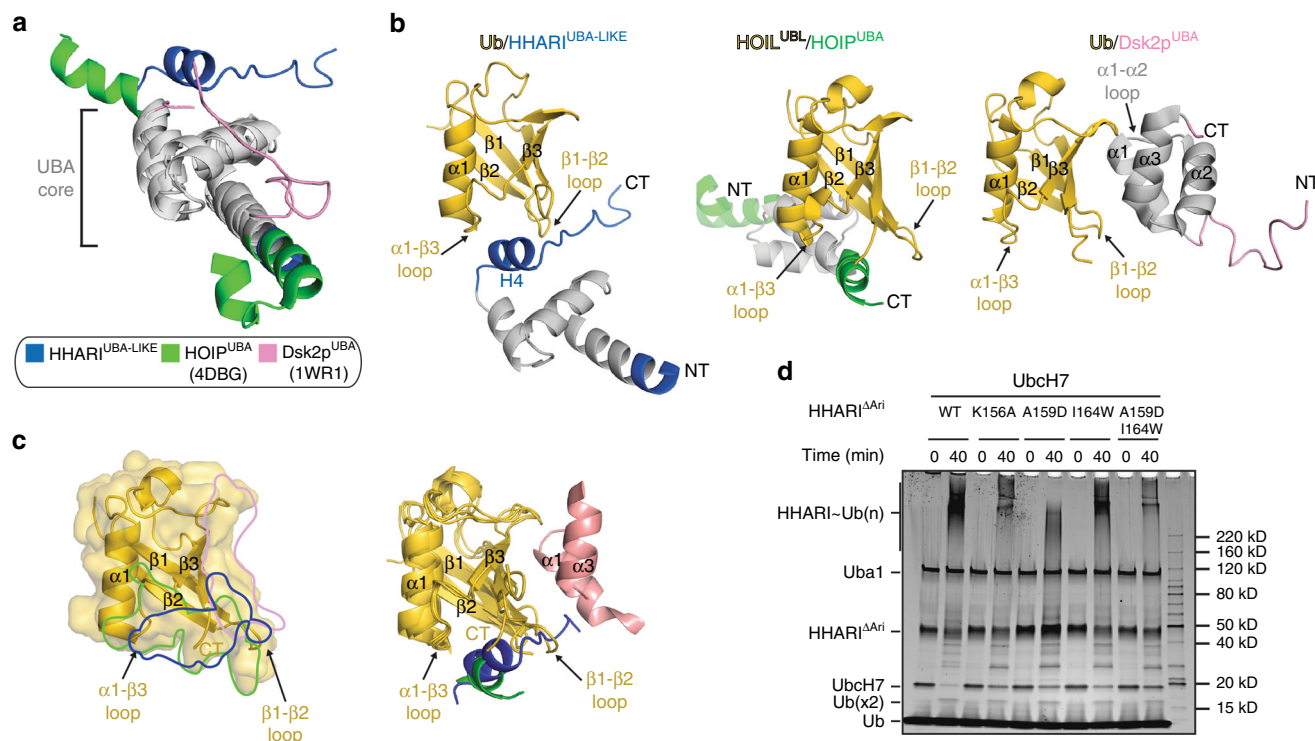 a
UBA
core
HHARI^UBA-LIKE
HOIP^UBA
(4DBG)
Dsk2p^UBA
(1WR1)
b
Ub/HHARI^UBA-LIKE
β1
α1
β2
β3
β1-β2
loop
CT
α1-β3
loop
H4
NT
HOIL^UBL/HOIP^UBA
β1
α1
β2
β3
β1-β2
loop
NT
α1-β3
loop
CT
Ub/Dsk2p^UBA
α1-α2
loop
CT
α1
α3
α2
β1
β3
α1
β2
NT
α1-β3
loop
β1-β2
loop
c
β1
α1
β3
β2
CT
α1-β3
loop
β1-β2
loop
β1
β3
α1
β2
α1
α3
CT
α1-β3
loop
β1-β2
loop
d
UbcH7
HHARI^ΔAri
WT K156A A159D I164W A159D
I164W
Time (min) 0 40 0 40 0 40 0 40 0 40
HHARI~Ub(n)
220 kD
160 kD
Uba1
120 kD
80 kD
HHARI^ΔAri
50 kD
40 kD
UbcH7
20 kD
Ub(x2)
15 kD
Ub